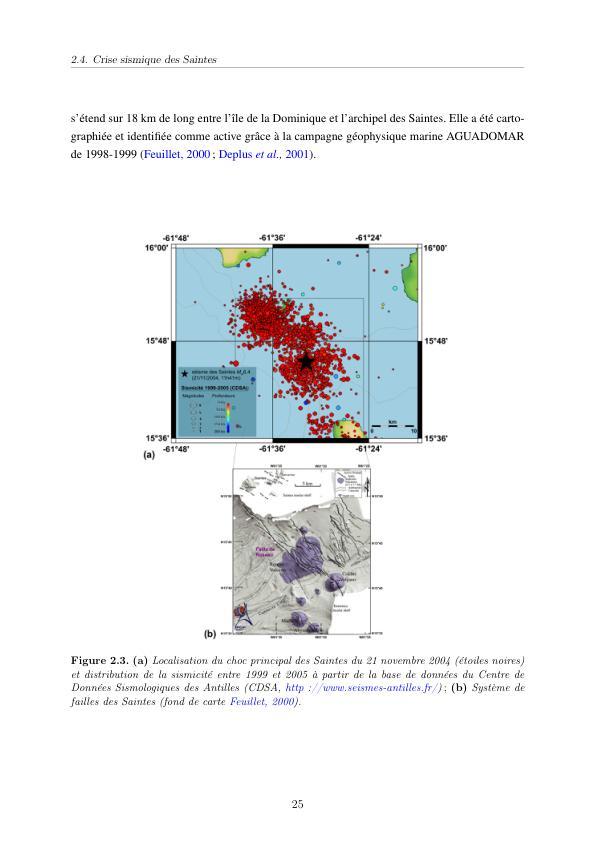 2.4. Crise sismique des Saintes
s'étend sur 18 km de long entre l'île de la Dominique et l'archipel des Saintes. Elle a été carto-
graphiée et identifiée comme active grâce à la campagne géophysique marine AGUADOMAR
de 1998-1999 (Feuillet, 2000 ; Deplus et al., 2001).
-61°48' -61°36' -61°24'
16°00' 16°00'
15°48' 15°48'
séisme des Saintes
(21/11/2004, 11h41m)
Sismicité 1999-2005 (CDSA)
Magnitudes Profondeurs
km
0 10
15°36' 15°36'
-61°48' -61°36' -61°24'
(a)
5 km
Faille de
Roseau
(b)
Figure 2.3. (a) Localisation du choc principal des Saintes du 21 novembre 2004 (étoiles noires)
et distribution de la sismicité entre 1999 et 2005 à partir de la base de données du Centre de
Données Sismologiques des Antilles (CDSA, http ://www.seismes-antilles.fr/) ; (b) Système de
failles des Saintes (fond de carte Feuillet, 2000).
25